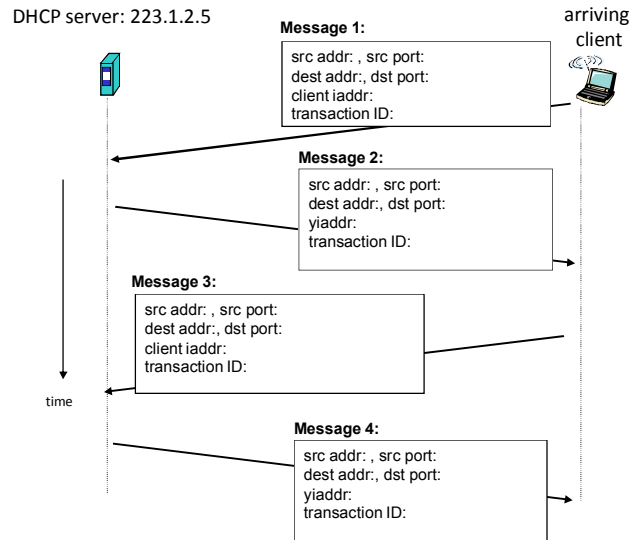 DHCP server: 223.1.2.5
arriving
client
Message 1:
src addr: , src port:
dest addr:, dst port:
client iaddr:
transaction ID:
Message 2:
src addr: , src port:
dest addr:, dst port:
yiaddr:
transaction ID:
Message 3:
src addr: , src port:
dest addr:, dst port:
client iaddr:
transaction ID:
time
Message 4:
src addr: , src port:
dest addr:, dst port:
yiaddr:
transaction ID: